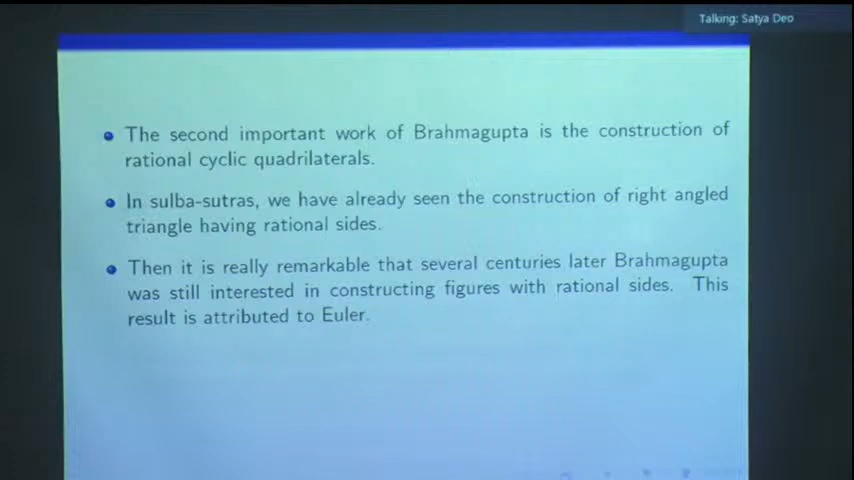 Talking: Satya Deo
The second important work of Brahmagupta is the construction of
rational cyclic quadrilaterals.
In sulba-sutras, we have already seen the construction of right angled
triangle having rational sides.
Then it is really remarkable that several centuries later Brahmagupta
was still interested in constructing figures with rational sides. This
result is attributed to Euler.